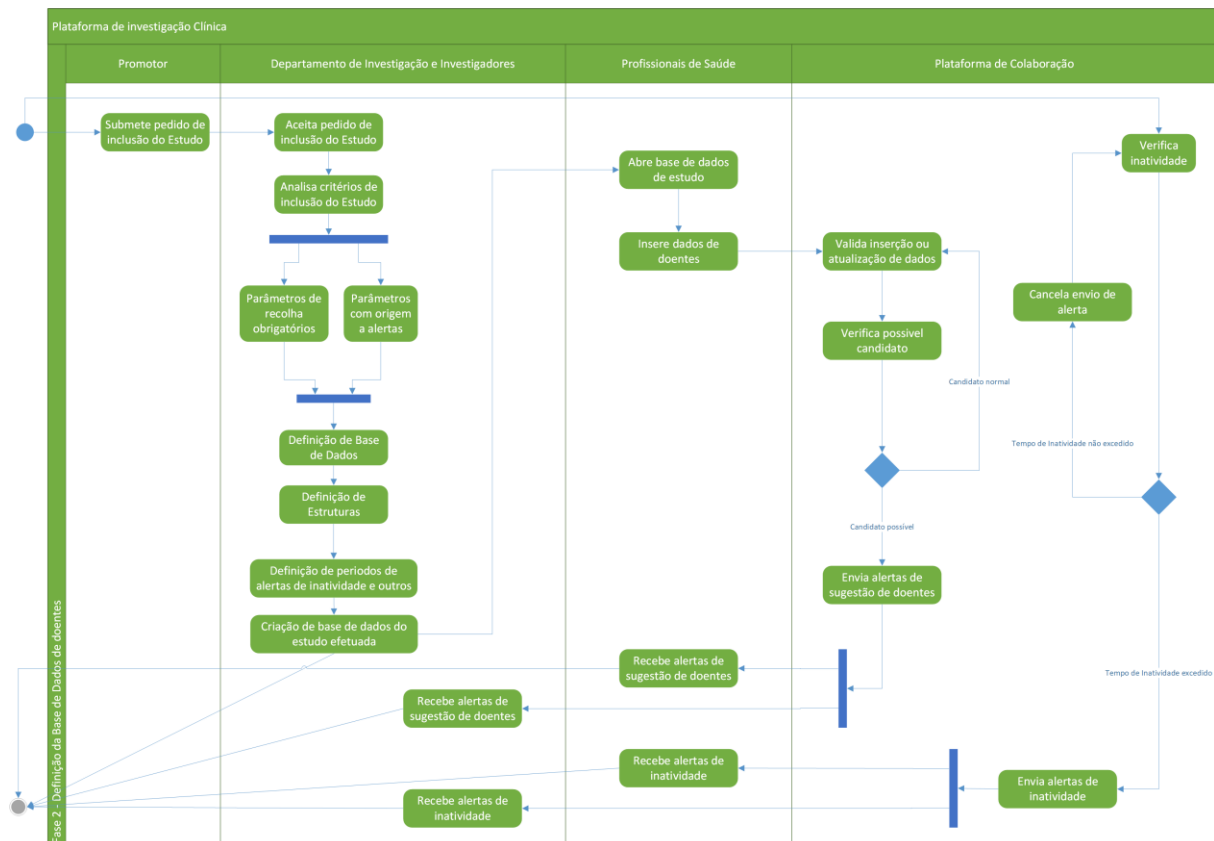 Plataforma de investigação Clínica
Promotor
Departamento de Investigação e Investigadores
Profissionais de Saúde
Plataforma de Colaboração
Fase 2 - Definição da Base de Dados de doentes
Submete pedido de
inclusão do Estudo
Aceita pedido de
inclusão do Estudo
Analisa critérios de
inclusão do Estudo
Parâmetros de
recolha
obrigatórios
Parâmetros
com origem
a alertas
Definição de Base
de Dados
Definição de
Estruturas
Definição de periodos de
alertas de inatividade e outros
Criação de base de dados do
estudo efetuada
Abre base de dados
de estudo
Insere dados de
doentes
Valida inserção ou
atualização de dados
Verifica possível
candidato
Candidato normal
Candidato possível
Envia alertas de
sugestão de doentes
Verifica
inatividade
Cancela envio de
alerta
Tempo de Inatividade não excedido
Tempo de Inatividade excedido
Recebe alertas de
sugestão de doentes
Recebe alertas de
sugestão de doentes
Recebe alertas de
inatividade
Recebe alertas de
inatividade
Envia alertas de
inatividade